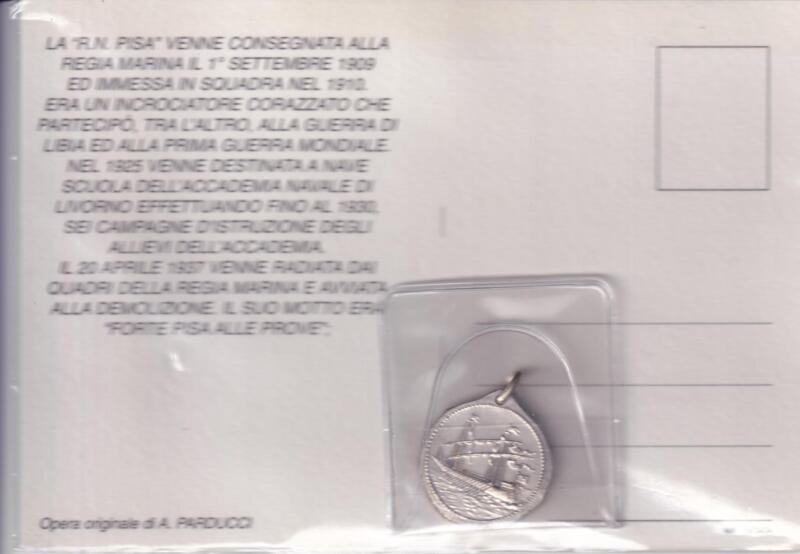 LA "R.N. PISA" VENNE CONSEGNATA ALLA
REGIA MARINA IL 1° SETTEMBRE 1909
ED IMMESSA IN SQUADRA NEL 1910.
ERA UN INCROCIATORE CORAZZATO CHE
PARTECIPÒ, TRA L'ALTRO, ALLA GUERRA DI
LIBIA ED ALLA PRIMA GUERRA MONDIALE.
NEL 1925 VENNE DESTINATA A NAVE
SCUOLA DELL'ACCADEMIA NAVALE DI
LIVORNO EFFETTUANDO FINO AL 1930,
SEI CAMPAGNE D'ISTRUZIONE DEGLI
ALLIEVI DELL'ACCADEMIA.
IL 20 APRILE 1937 VENNE RADIATA DAI
QUADRI DELLA REGIA MARINA E AVVIATA
ALLA DEMOLIZIONE. IL SUO MOTTO ERA
"FORTE PISA ALLE PROVE";
Opera originale di A. PARDUCCI